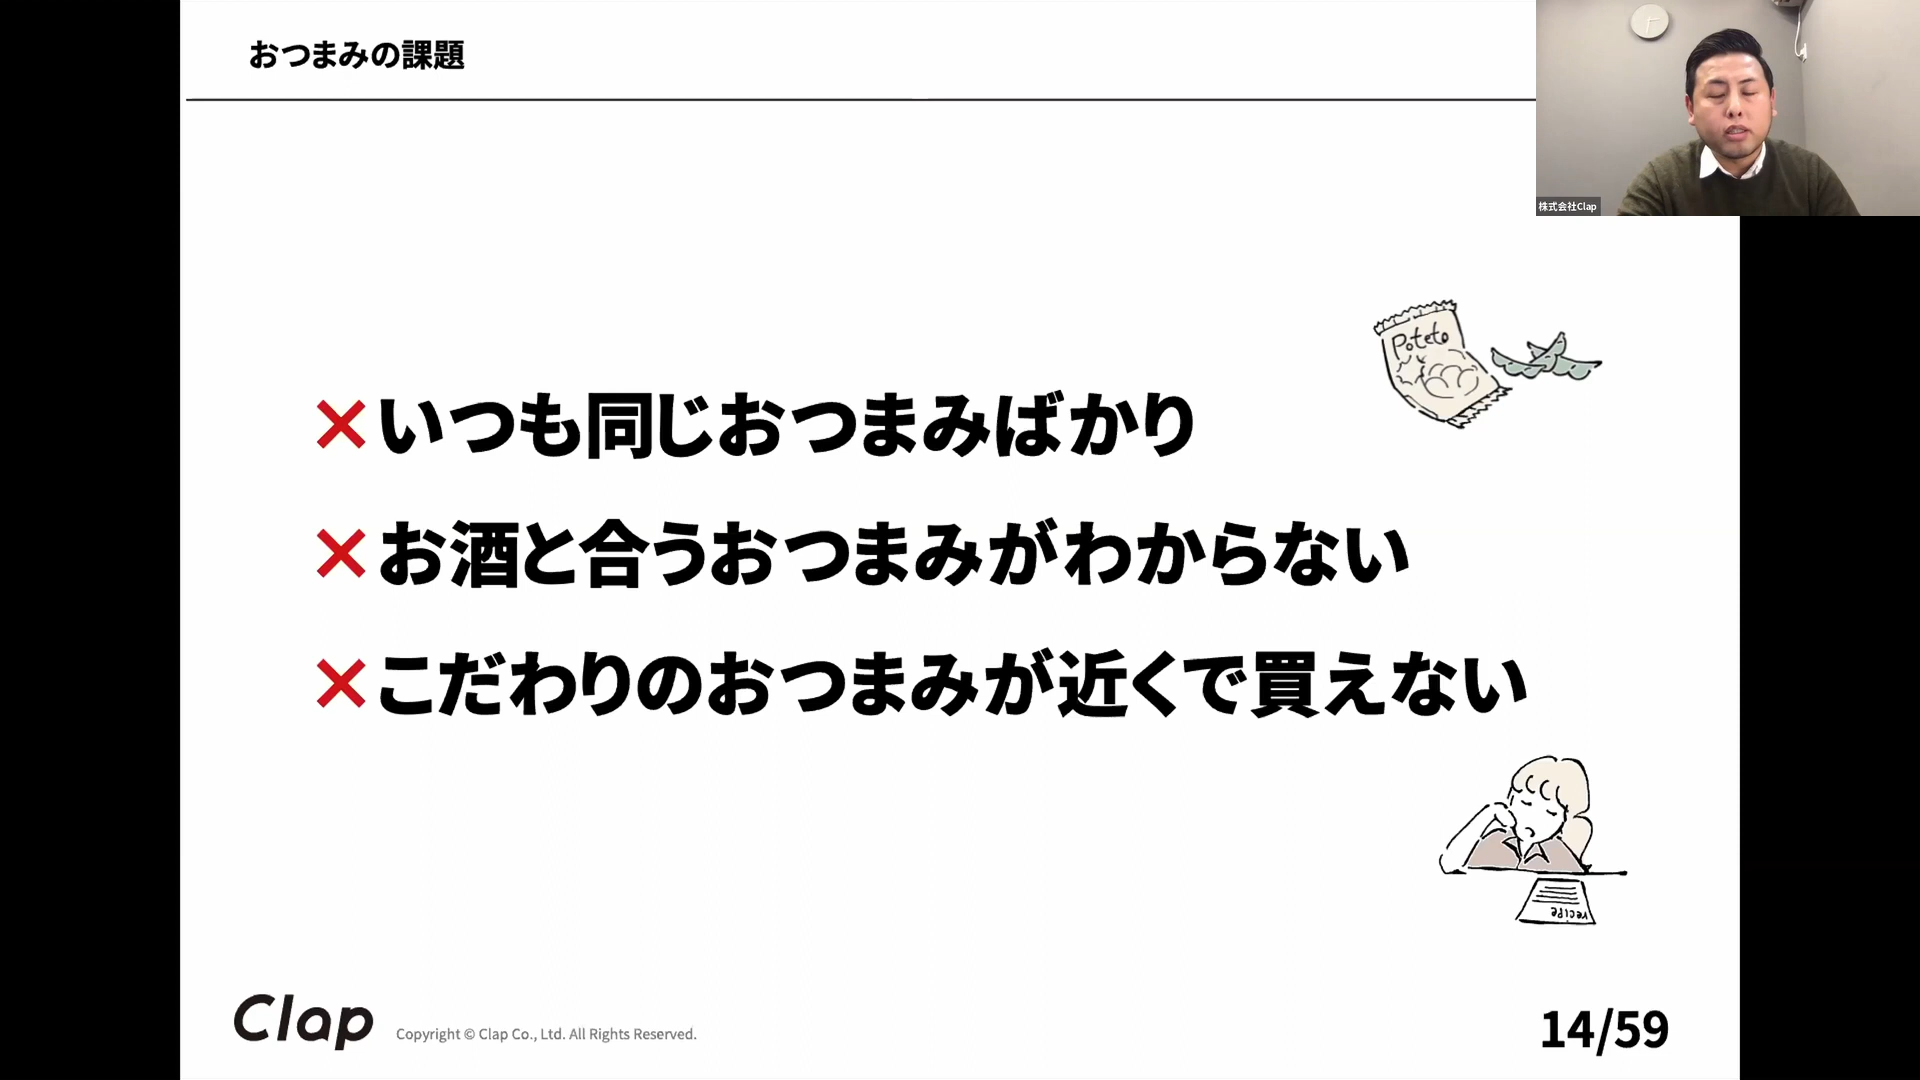 おつまみの課題
株式会社Clap
Poteto
×いつも同じおつまみばかり
×お酒と合うおつまみがわからない
×こだわりのおつまみが近くで買えない
recipe
Clap
Copyright © Clap Co., Ltd. All Rights Reserved.
14/59